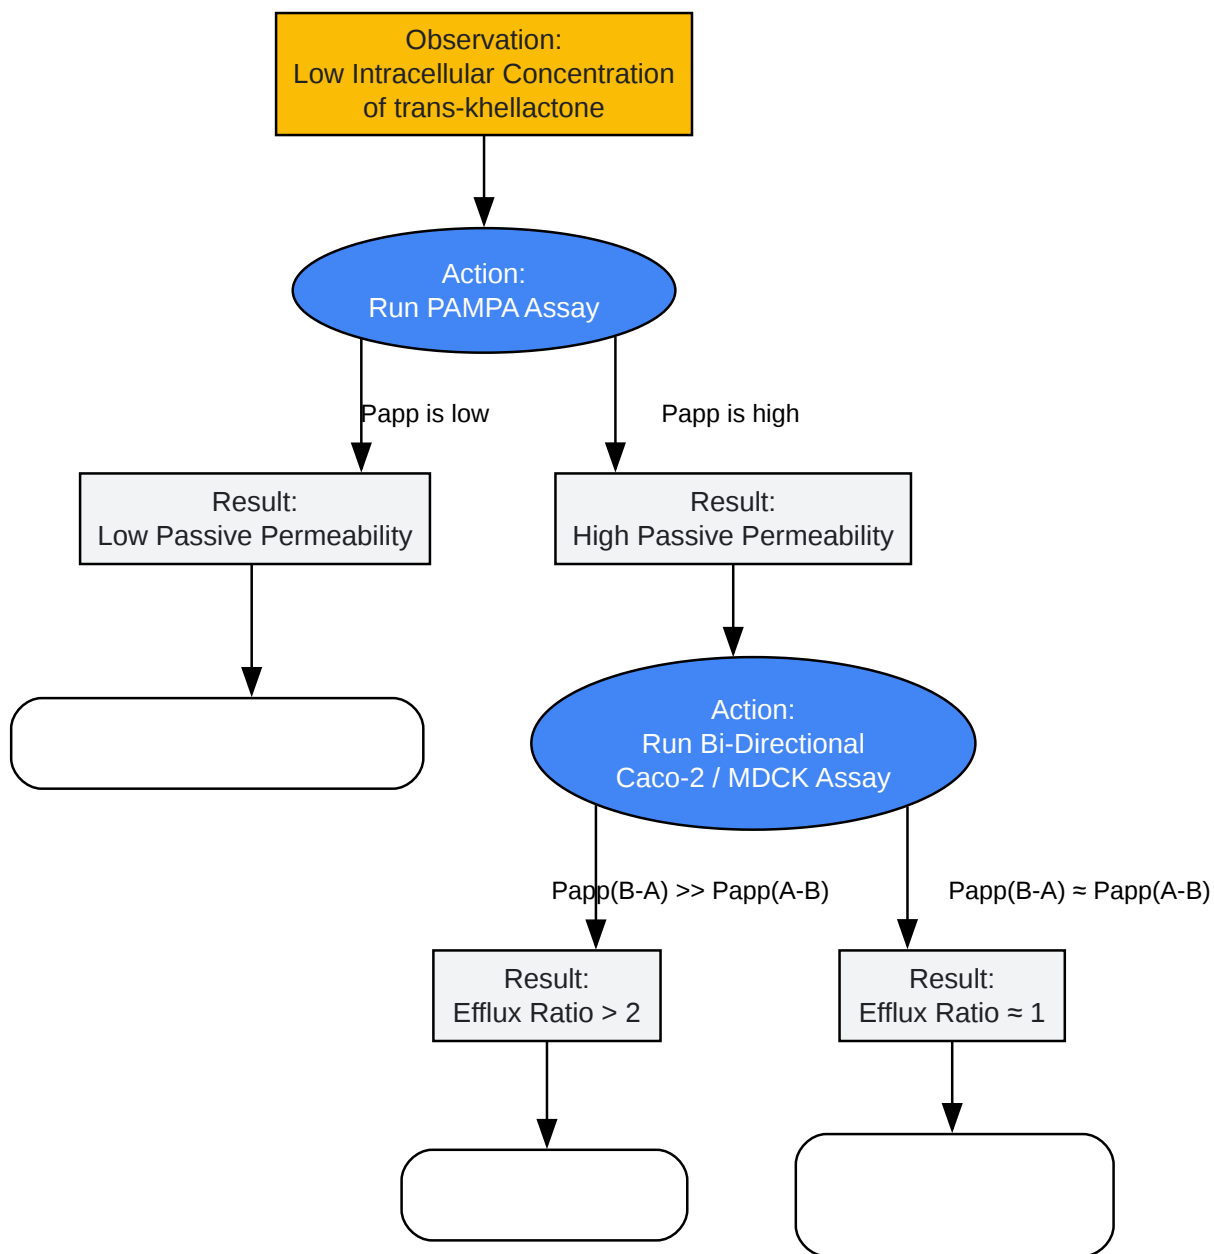 Observation:
Low Intracellular Concentration
of trans-khellactone
Action:
Run PAMPA Assay
Papp is low
Papp is high
Result:
Low Passive Permeability
Result:
High Passive Permeability
Action:
Run Bi-Directional
Caco-2 / MDCK Assay
Papp(B-A) >> Papp(A-B)
Papp(B-A) ≈ Papp(A-B)
Result:
Efflux Ratio > 2
Result:
Efflux Ratio ≈ 1